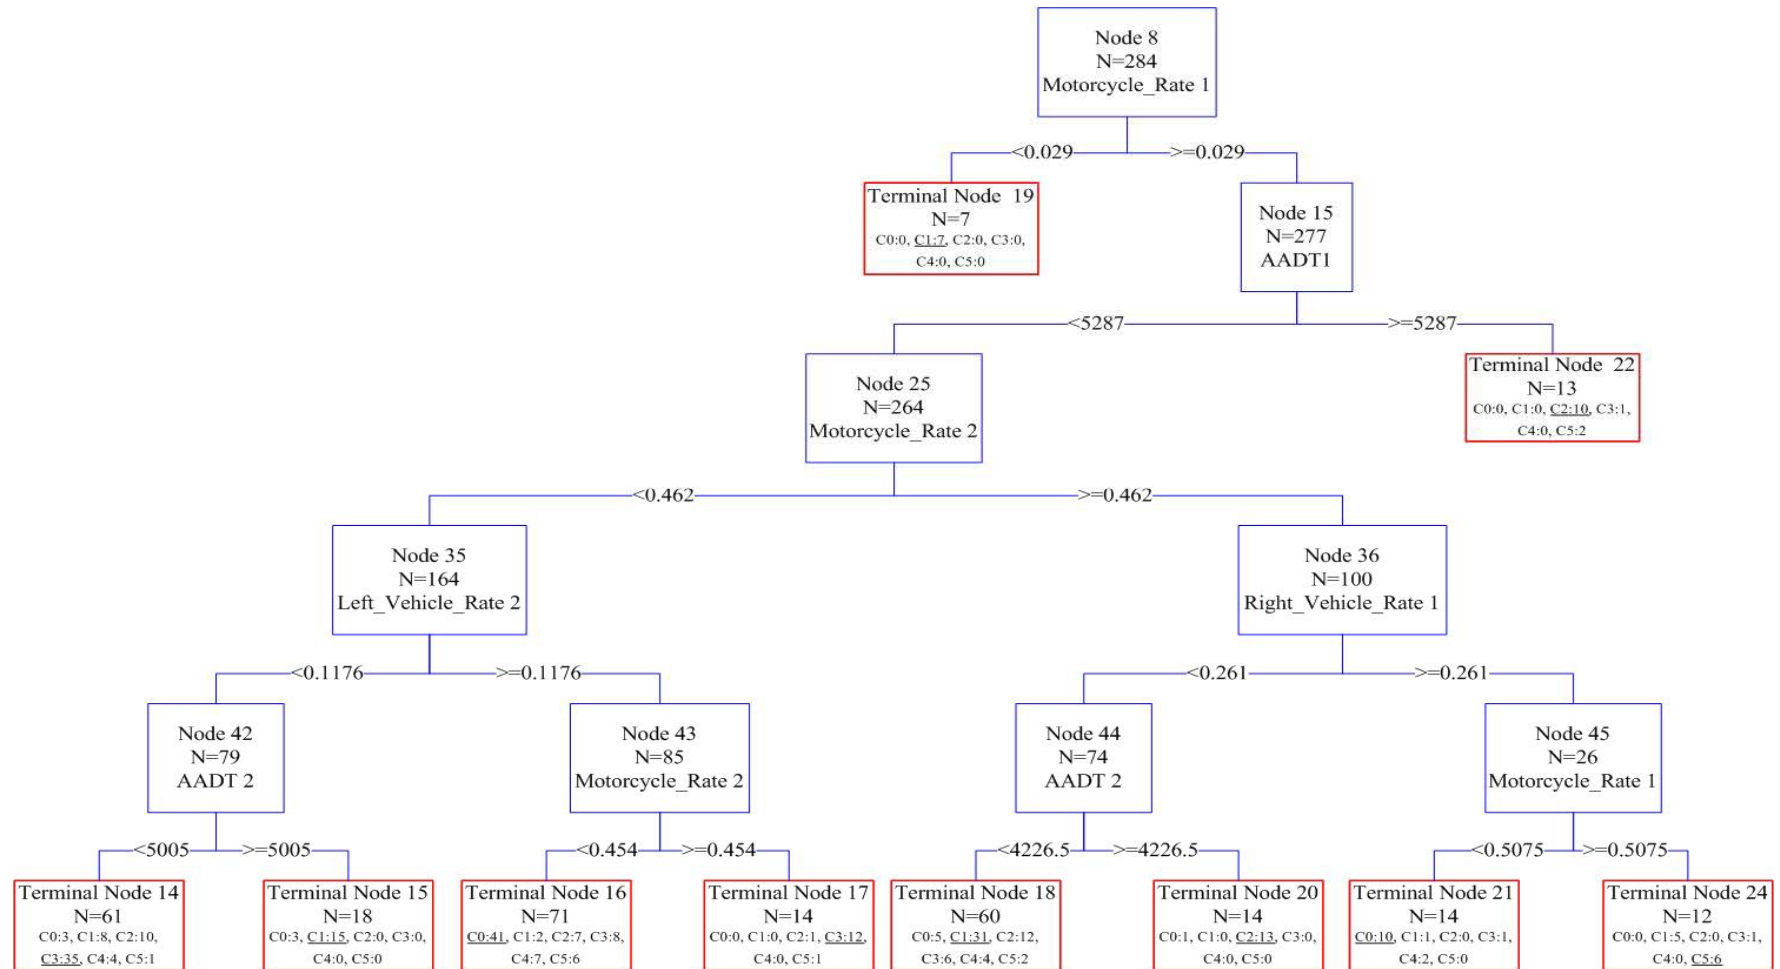 Node 8
N=284
Motorcycle_Rate 1
<0.029
>=0.029
Terminal Node 19
N=7
C0:0, C1:7, C2:0, C3:0,
C4:0, C5:0
Node 15
N=277
AADT1
<5287
>=5287
Node 25
N=264
Motorcycle_Rate 2
Terminal Node 22
N=13
C0:0, C1:0, C2:10, C3:1,
C4:0, C5:2
<0.462
>=0.462
Node 35
N=164
Left_Vehicle_Rate 2
Node 36
N=100
Right_Vehicle_Rate 1
<0.1176
>=0.1176
<0.261
>=0.261
Node 42
N=79
AADT 2
Node 43
N=85
Motorcycle_Rate 2
Node 44
N=74
AADT 2
Node 45
N=26
Motorcycle_Rate 1
<5005
>=5005
<0.454
>=0.454
<4226.5
>=4226.5
<0.5075
>=0.5075
Terminal Node 14
N=61
C0:3, C1:8, C2:10,
C3:35, C4:4, C5:1
Terminal Node 15
N=18
C0:3, C1:15, C2:0, C3:0,
C4:0, C5:0
Terminal Node 16
N=71
C0:41, C1:2, C2:7, C3:8,
C4:7, C5:6
Terminal Node 17
N=14
C0:0, C1:0, C2:1, C3:12,
C4:0, C5:1
Terminal Node 18
N=60
C0:5, C1:31, C2:12,
C3:6, C4:4, C5:2
Terminal Node 20
N=14
C0:1, C1:0, C2:13, C3:0,
C4:0, C5:0
Terminal Node 21
N=14
C0:10, C1:1, C2:0, C3:1,
C4:2, C5:0
Terminal Node 24
N=12
C0:0, C1:5, C2:0, C3:1,
C4:0, C5:6